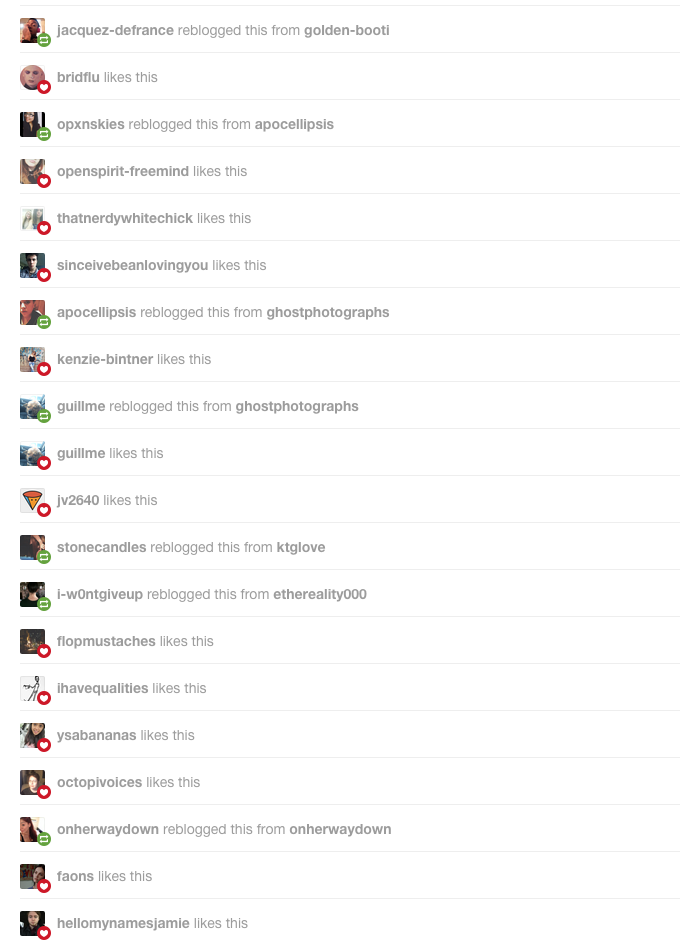 jacquez-defrance reblogged this from golden-booti
bridflu likes this
opxnskies reblogged this from apocellipsis
openspirit-freemind likes this
thatnerdywhitechick likes this
sinceivebeanlovingyou likes this
apocellipsis reblogged this from ghostphotographs
kenzie-bintner likes this
guillme reblogged this from ghostphotographs
guillme likes this
jv2640 likes this
stonecandles reblogged this from ktglove
i-w0ntgiveup reblogged this from ethereality000
flopmustaches likes this
ihavequalities likes this
ysabananas likes this
octopivoices likes this
onherwaydown reblogged this from onherwaydown
faons likes this
hellomynamesjamie likes this